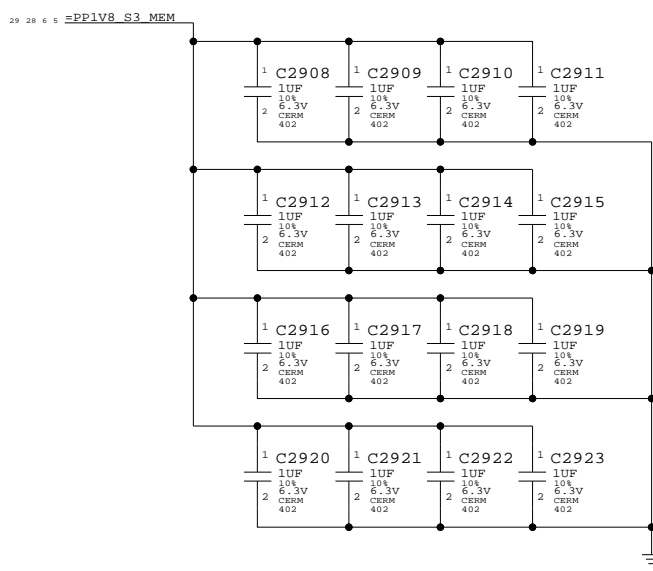 29 28 6 5 =PP1V8_S3_MEM
1 C2908 1 C2909 1 C2910 1 C2911
1UF 1UF 1UF 1UF
10% 10% 10% 10%
2 6.3V 2 6.3V 2 6.3V 2 6.3V
CERM CERM CERM CERM
402 402 402 402
1 C2912 1 C2913 1 C2914 1 C2915
1UF 1UF 1UF 1UF
10% 10% 10% 10%
2 6.3V 2 6.3V 2 6.3V 2 6.3V
CERM CERM CERM CERM
402 402 402 402
1 C2916 1 C2917 1 C2918 1 C2919
1UF 1UF 1UF 1UF
10% 10% 10% 10%
2 6.3V 2 6.3V 2 6.3V 2 6.3V
CERM CERM CERM CERM
402 402 402 402
1 C2920 1 C2921 1 C2922 1 C2923
1UF 1UF 1UF 1UF
10% 10% 10% 10%
2 6.3V 2 6.3V 2 6.3V 2 6.3V
CERM CERM CERM CERM
402 402 402 402